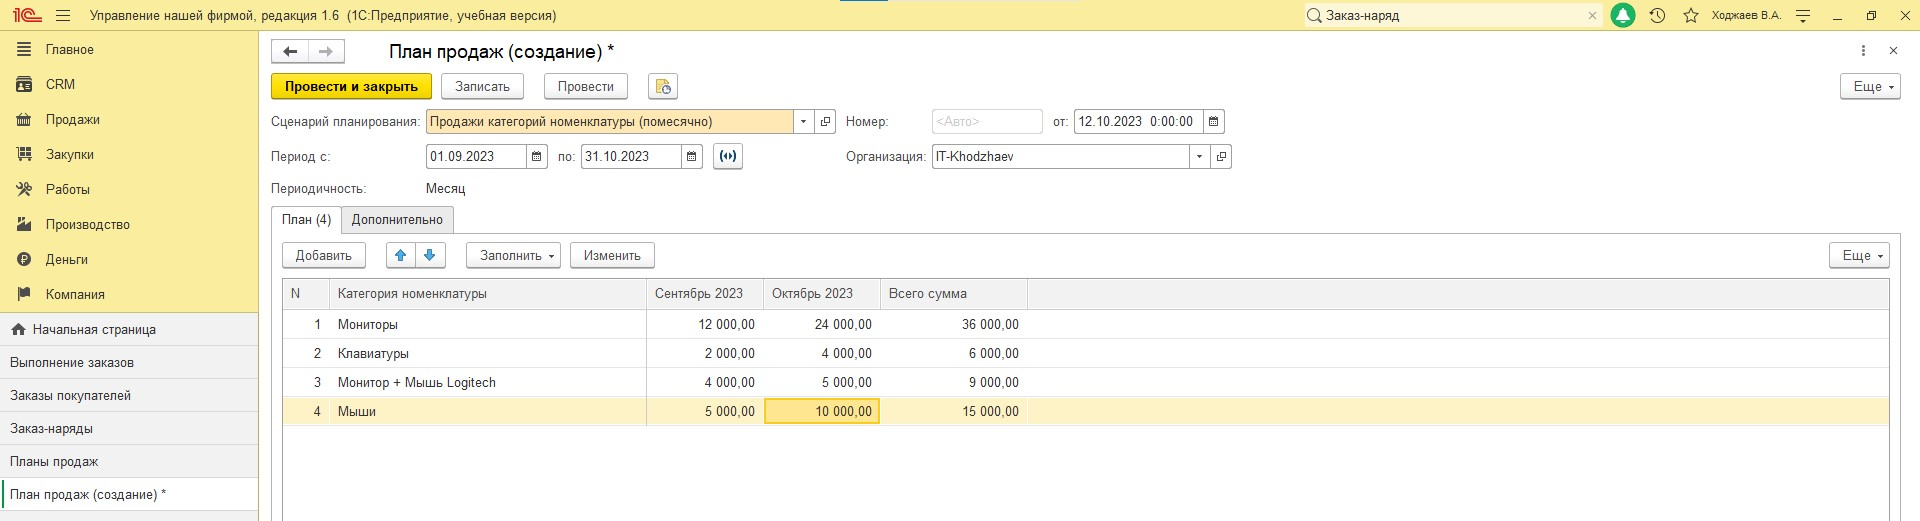 1С Управление нашей фирмой, редакция 1.6 (1С:Предприятие, учебная версия) Заказ-наряд Ходжаев В.А.
Главное
CRM
Продажи
Закупки
Работы
Производство
Деньги
Компания
Начальная страница
Выполнение заказов
Заказы покупателей
Заказ-наряды
Планы продаж
План продаж (создание) *
План продаж (создание) *
Провести и закрыть Записать Провести Еще
Сценарий планирования: Продажи категорий номенклатуры (помесячно) Номер: <Авто> от: 12.10.2023 0:00:00
Период с: 01.09.2023 по: 31.10.2023 Организация: IT-Khodzhaev
Периодичность: Месяц
План (4) Дополнительно
Добавить Заполнить Изменить Еще
N Категория номенклатуры Сентябрь 2023 Октябрь 2023 Всего сумма
1 Мониторы 12 000,00 24 000,00 36 000,00
2 Клавиатуры 2 000,00 4 000,00 6 000,00
3 Монитор + Мышь Logitech 4 000,00 5 000,00 9 000,00
4 Мыши 5 000,00 10 000,00 15 000,00